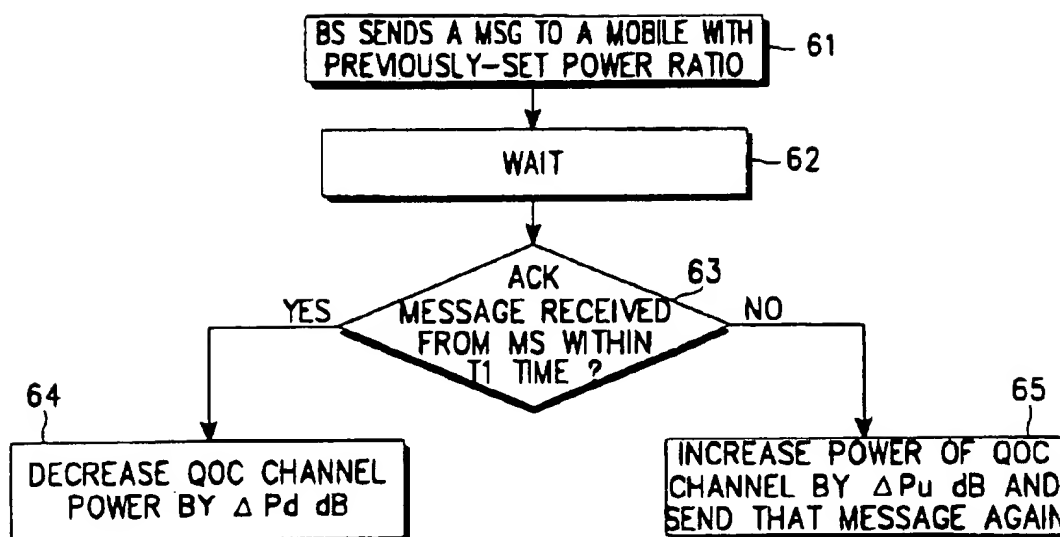 BS SENDS A MSG TO A MOBILE WITH
PREVIOUSLY-SET POWER RATIO
61
WAIT
62
ACK
MESSAGE RECEIVED
FROM MS WITHIN
T1 TIME ?
63
YES
NO
64
DECREASE QOC CHANNEL
POWER BY Δ Pd dB
65
INCREASE POWER OF QOC
CHANNEL BY ΔPu dB AND
SEND THAT MESSAGE AGAIN